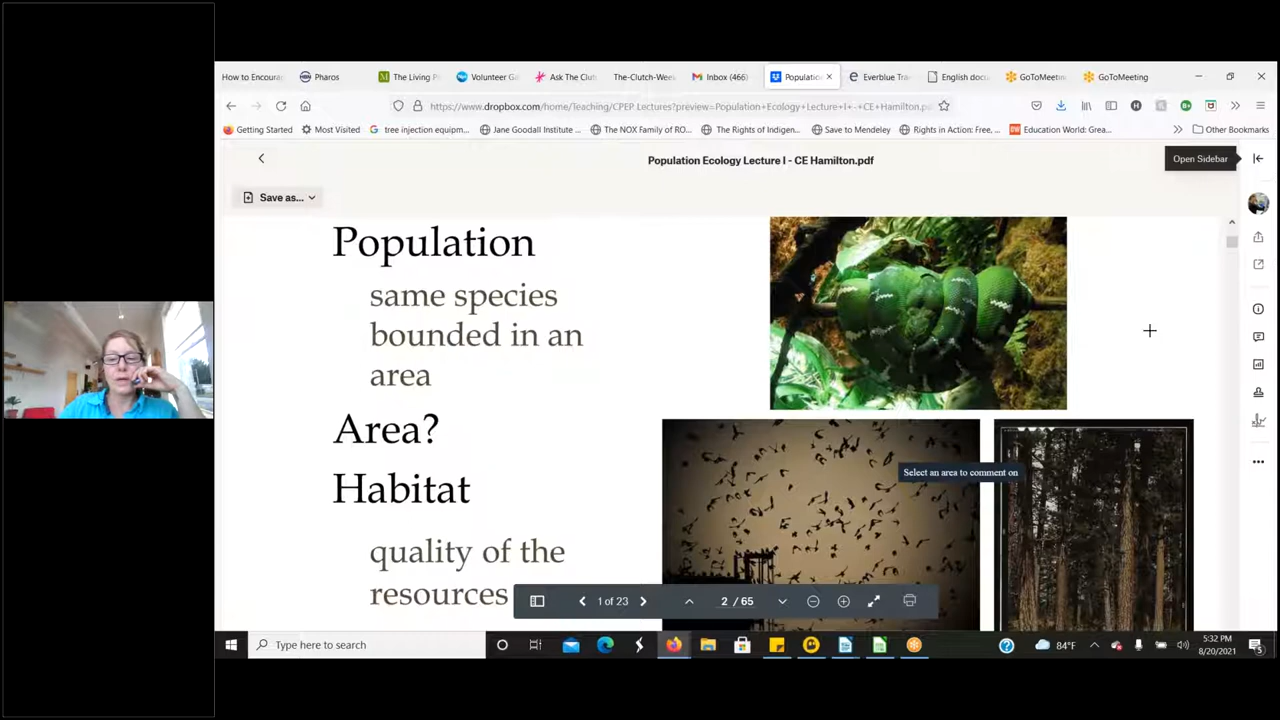 How to Encoura
Pharos
The Living P
Volunteer Ga
Ask The Clut
The-Clutch-Week
Inbox (466)
Population
Everblue Tra
English docu
GoToMeetin
GoToMeeting
https://www.dropbox.com/home/Teaching/CPEP Lectures?preview=Population+Ecology+Lecture+I+-+CE+Hamilton.pd
Getting Started
Most Visited
tree injection equipm...
Jane Goodall Institute ...
The NOX Family of RO...
The Rights of Indigen...
Save to Mendeley
Rights in Action: Free, ...
Education World: Grea...
Other Bookmarks
Population Ecology Lecture I - CE Hamilton.pdf
Open Sidebar
Save as...
Population
same species
bounded in an
area
Area?
Habitat
quality of the
resources
Select an area to comment on
1 of 23
2 / 65
Type here to search
84°F
5:32 PM
8/20/2021